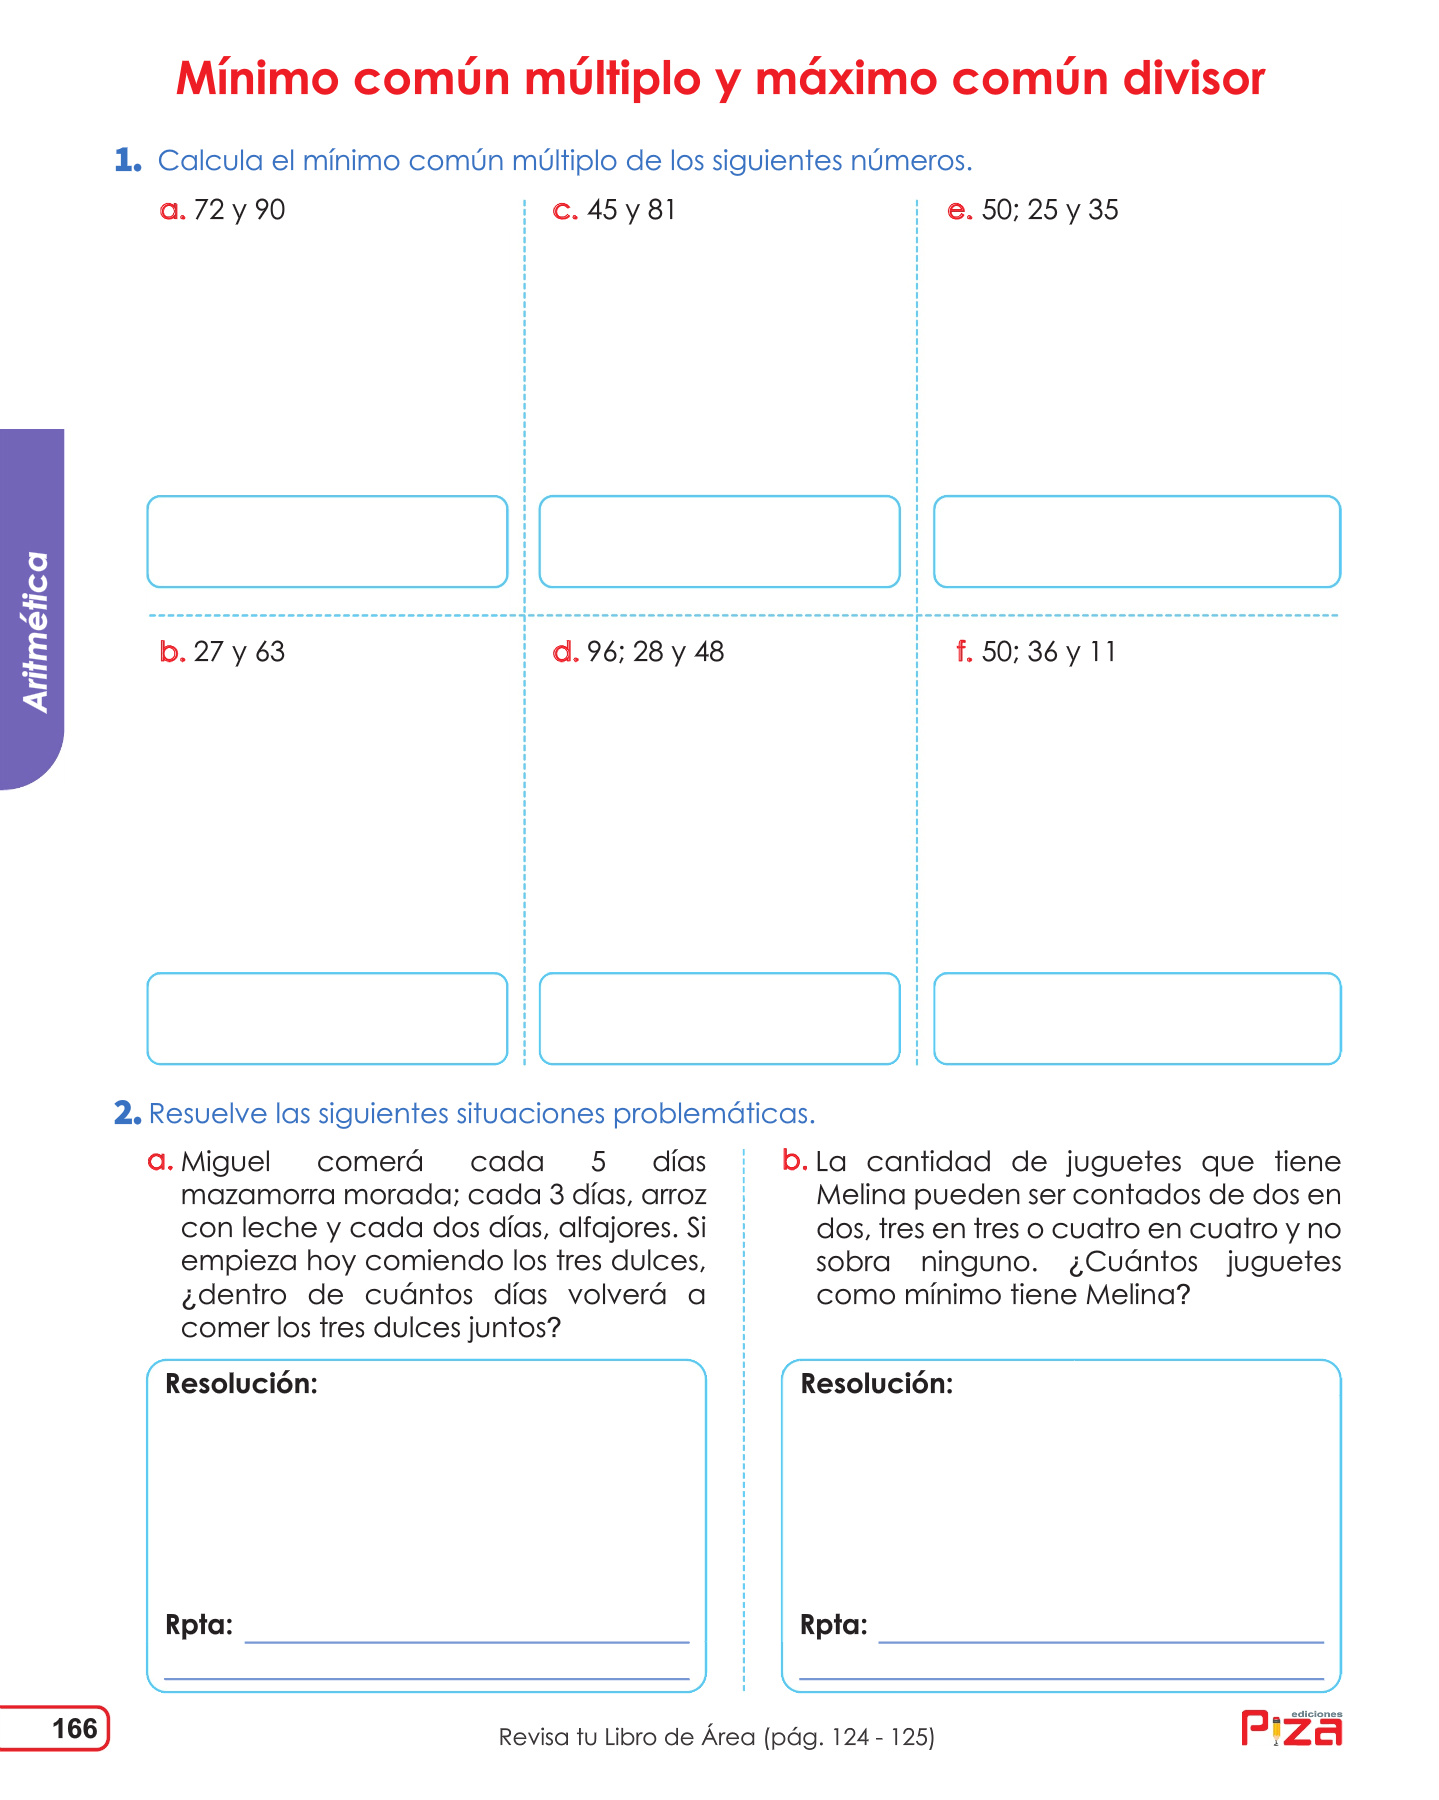 Mínimo común múltiplo y máximo común divisor
1. Calcula el mínimo común múltiplo de los siguientes números.
a. 72 y 90
c. 45 y 81
e. 50; 25 y 35
b. 27 y 63
d. 96; 28 y 48
f. 50; 36 y 11
Aritmética
2. Resuelve las siguientes situaciones problemáticas.
a. Miguel comerá cada 5 días
mazamorra morada; cada 3 días, arroz
con leche y cada dos días, alfajores. Si
empieza hoy comiendo los tres dulces,
¿dentro de cuántos días volverá a
comer los tres dulces juntos?
Resolución:
Rpta:
b. La cantidad de juguetes que tiene
Melina pueden ser contados de dos en
dos, tres en tres o cuatro en cuatro y no
sobra ninguno. ¿Cuántos juguetes
como mínimo tiene Melina?
Resolución:
Rpta:
166
Revisa tu Libro de Área (pág. 124 - 125)
ediciones
Piza